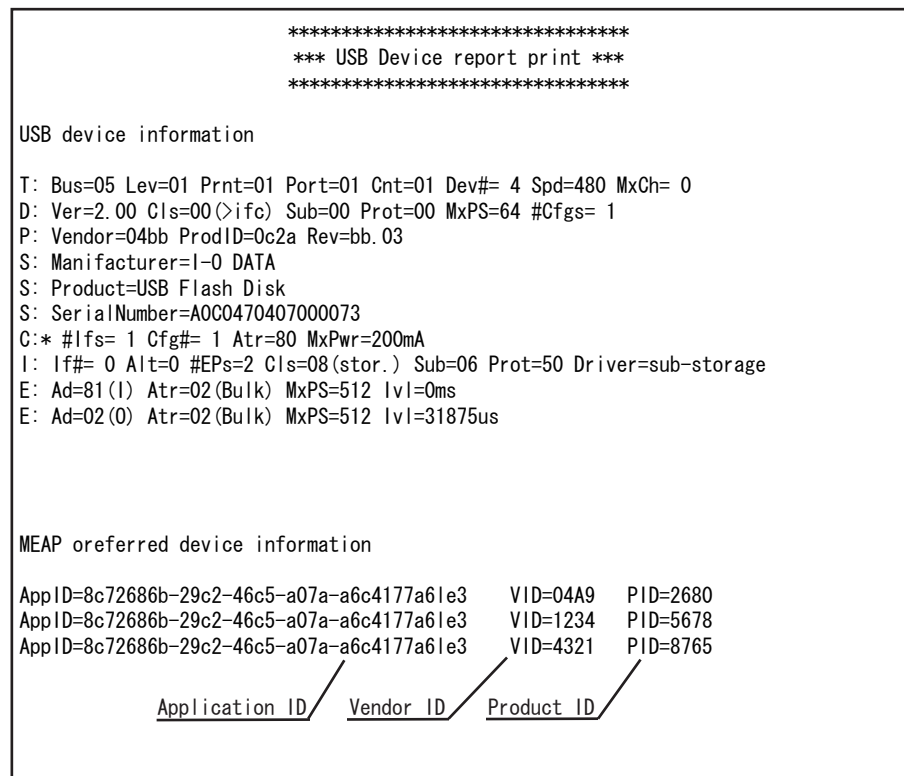 ********************************
*** USB Device report print ***
********************************
USB device information
T: Bus=05 Lev=01 Prnt=01 Port=01 Cnt=01 Dev#= 4 Spd=480 MxCh= 0
D: Ver=2.00 Cls=00(>ifc) Sub=00 Prot=00 MxPS=64 #Cfgs= 1
P: Vendor=04bb ProdID=0c2a Rev=bb.03
S: Manifacturer=I-O DATA
S: Product=USB Flash Disk
S: SerialNumber=A0C0470407000073
C:* #Ifs= 1 Cfg#= 1 Atr=80 MxPwr=200mA
I: If#= 0 Alt=0 #EPs=2 Cls=08(stor.) Sub=06 Prot=50 Driver=sub-storage
E: Ad=81(I) Atr=02(Bulk) MxPS=512 Ivl=0ms
E: Ad=02(O) Atr=02(Bulk) MxPS=512 Ivl=31875us
MEAP oreferred device information
AppID=8c72686b-29c2-46c5-a07a-a6c4177a6le3 VID=04A9 PID=2680
AppID=8c72686b-29c2-46c5-a07a-a6c4177a6le3 VID=1234 PID=5678
AppID=8c72686b-29c2-46c5-a07a-a6c4177a6le3 VID=4321 PID=8765
Application ID Vendor ID Product ID